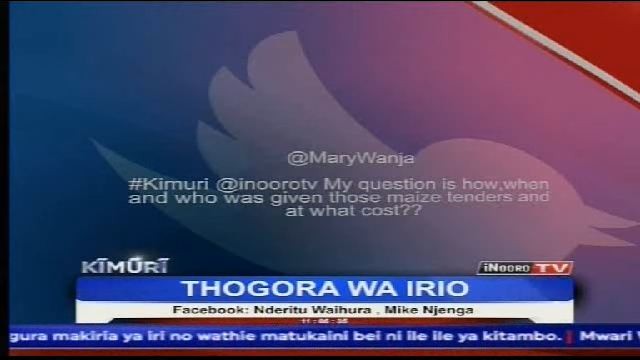 @MaryWanja
#Kimuri @inoorotv My question is how,when
and who was given those maize tenders and
at what cost??
KĩMŨRĩ
iNOORO TV
THOGORA WA IRIO
Facebook: Nderitu Waihura , Mike Njenga
gura makiria ya iri no wathie matukaini bei ni ile ile ya kitambo. | Mwari